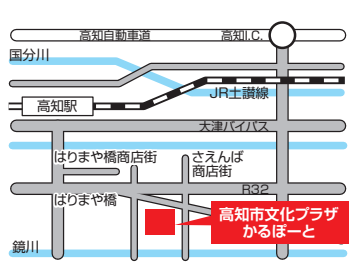 高知自動車道
高知I.C.
国分川
JR土讃線
高知駅
大津バイパス
はりまや橋商店街
さえんば
商店街
R32
はりまや橋
高知市文化プラザ
かるぽーと
鏡川